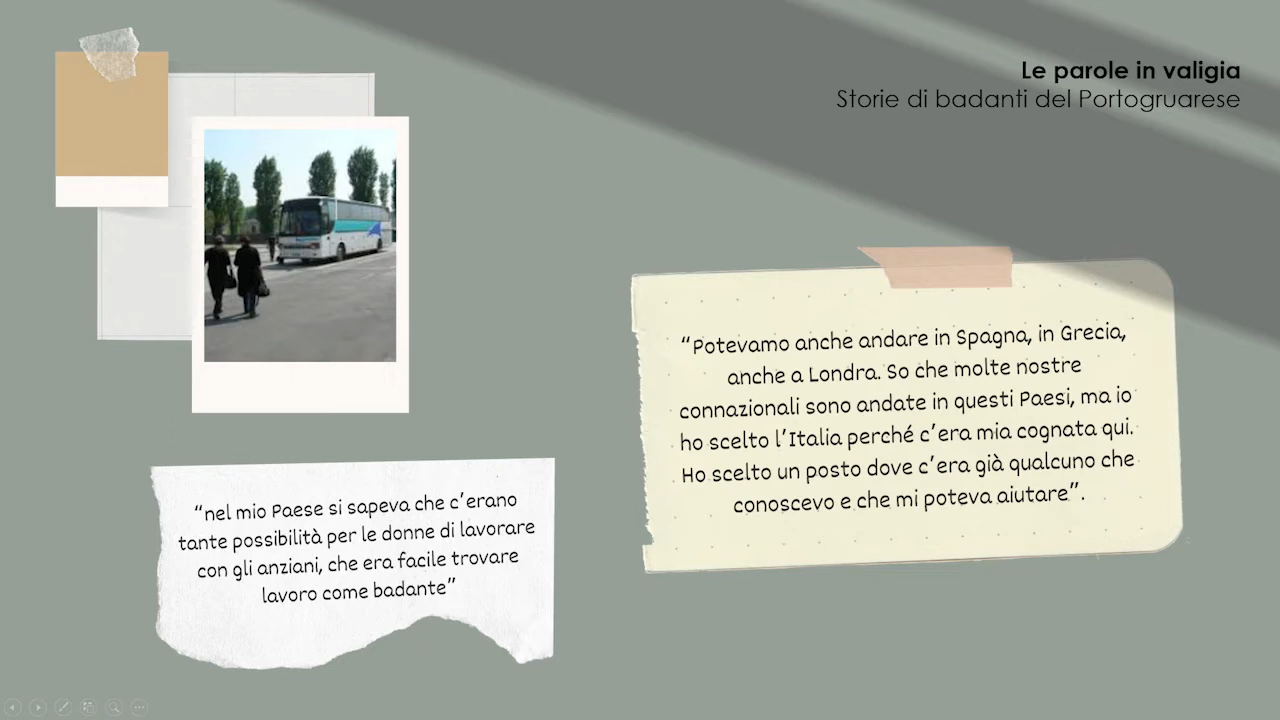 Le parole in valigia
Storie di badanti del Portogruarese
“Potevamo anche andare in Spagna, in Grecia,
anche a Londra. So che molte nostre
connazionali sono andate in questi Paesi, ma io
ho scelto l’Italia perché c’era mia cognata qui.
Ho scelto un posto dove c’era già qualcuno che
conoscevo e che mi poteva aiutare”.
“nel mio Paese si sapeva che c’erano
tante possibilità per le donne di lavorare
con gli anziani, che era facile trovare
lavoro come badante”